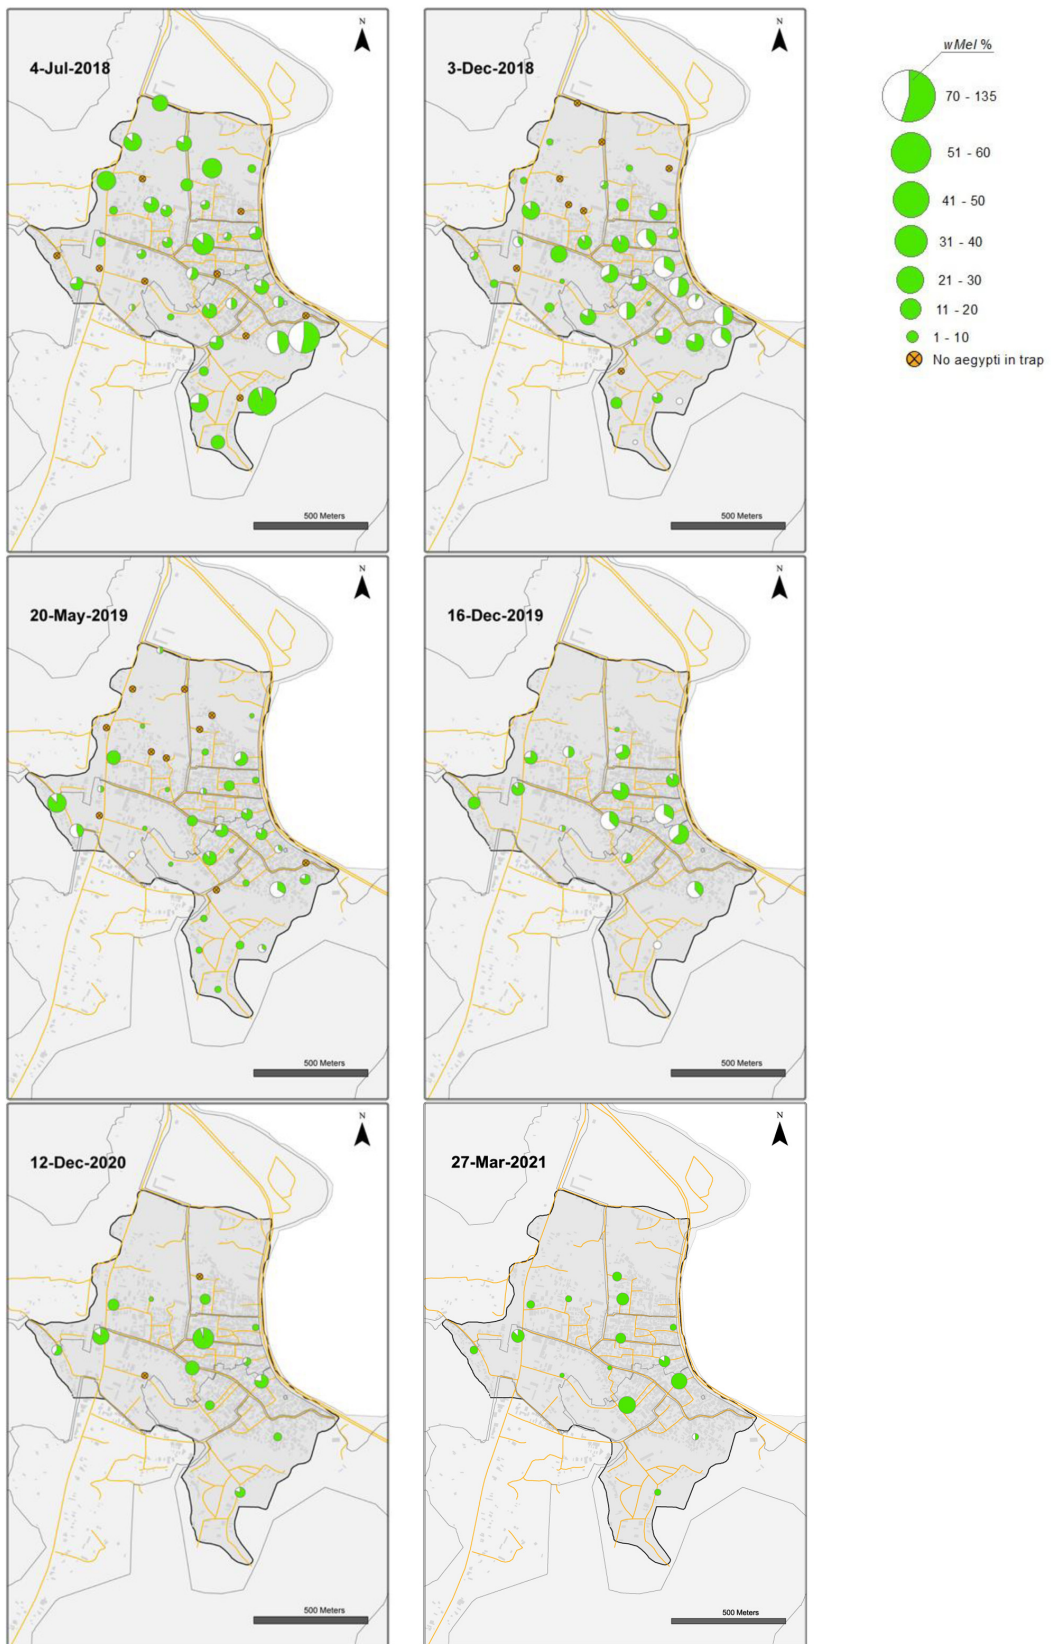 N
4-Jul-2018
500 Meters
N
3-Dec-2018
500 Meters
wMel %
70 - 135
51 - 60
41 - 50
31 - 40
21 - 30
11 - 20
1 - 10
No aegypti in trap
N
20-May-2019
500 Meters
N
16-Dec-2019
500 Meters
N
12-Dec-2020
500 Meters
N
27-Mar-2021
500 Meters